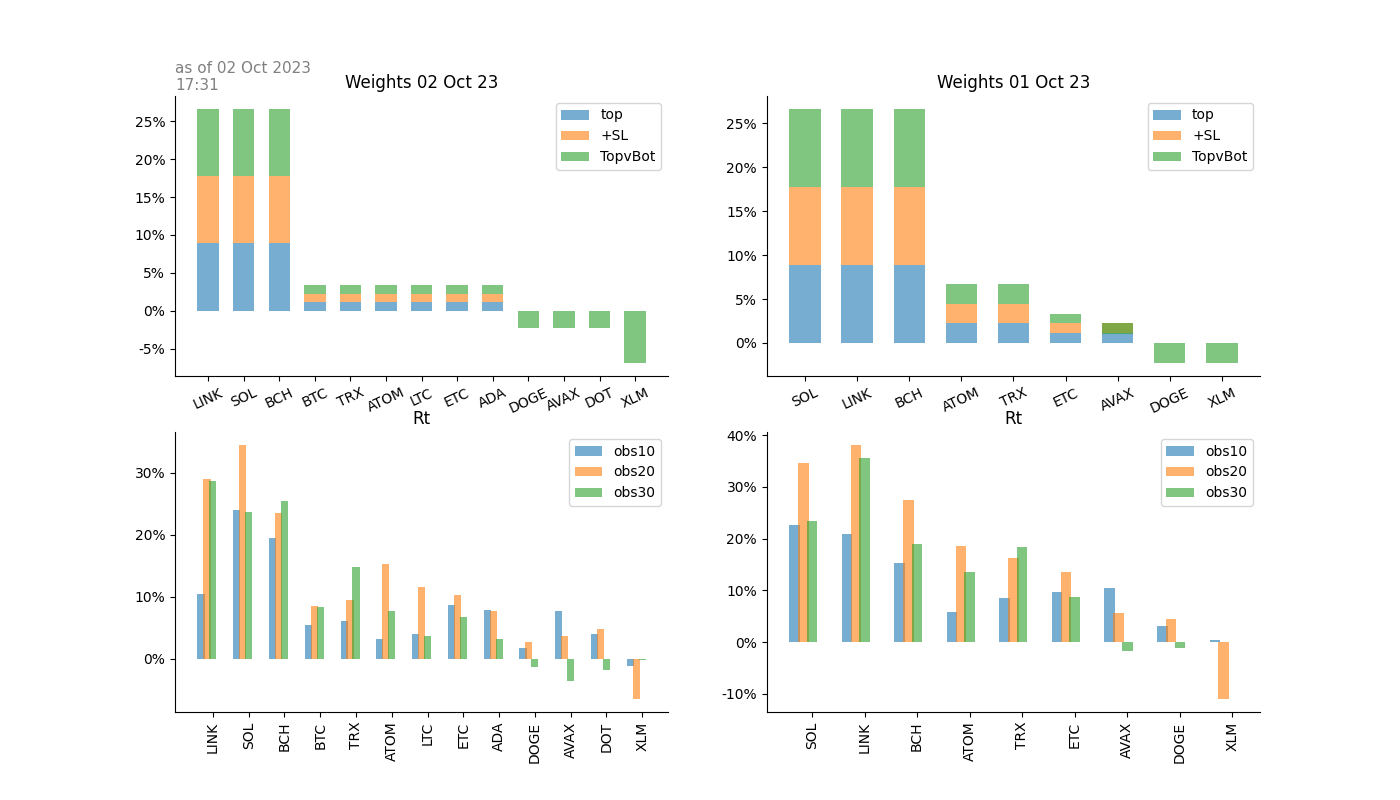 as of 02 Oct 2023
17:31
Weights 02 Oct 23
25%
20%
15%
10%
5%
0%
-5%
top
+SL
TopvBot
LINK SOL BCH BTC TRX ATOM LTC ETC ADA DOGE AVAX DOT XLM
Weights 01 Oct 23
25%
20%
15%
10%
5%
0%
top
+SL
TopvBot
SOL LINK BCH ATOM TRX ETC AVAX DOGE XLM
Rt
30%
20%
10%
0%
obs10
obs20
obs30
LINK SOL BCH BTC TRX ATOM LTC ETC ADA DOGE AVAX DOT XLM
Rt
40%
30%
20%
10%
0%
-10%
obs10
obs20
obs30
SOL LINK BCH ATOM TRX ETC AVAX DOGE XLM